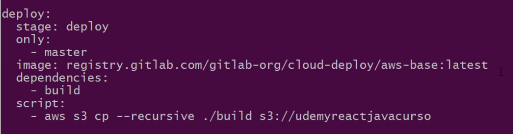 deploy:
  stage: deploy
  only:
    - master
  image: registry.gitlab.com/gitlab-org/cloud-deploy/aws-base:latest
  dependencies:
    - build
  script:
    - aws s3 cp --recursive ./build s3://udemyreactjavacurso